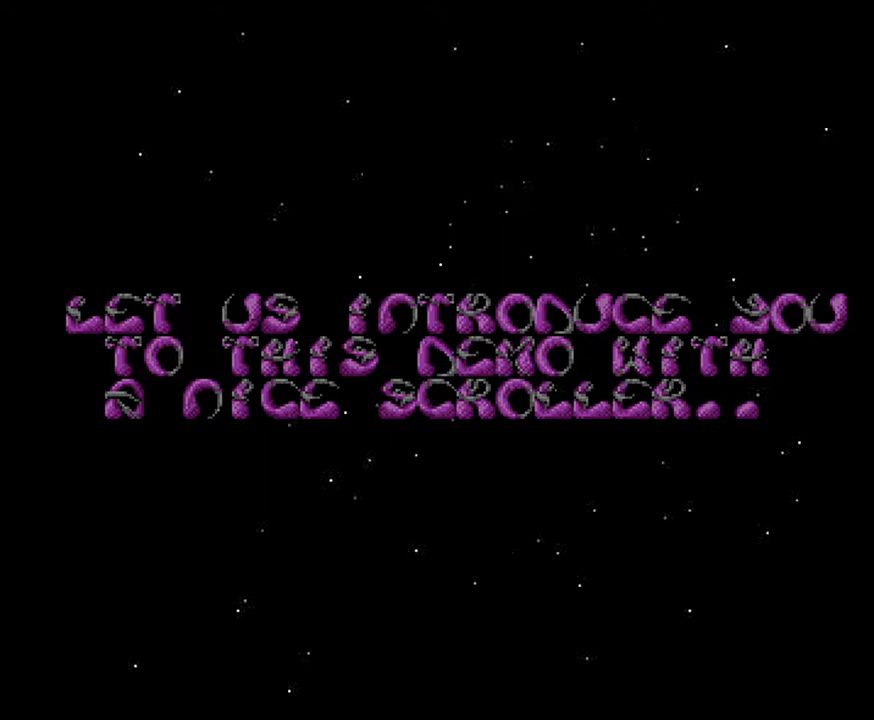 LET US INTRODUCE YOU
TO THIS DEMO WITH
A NICE SCROLLER..